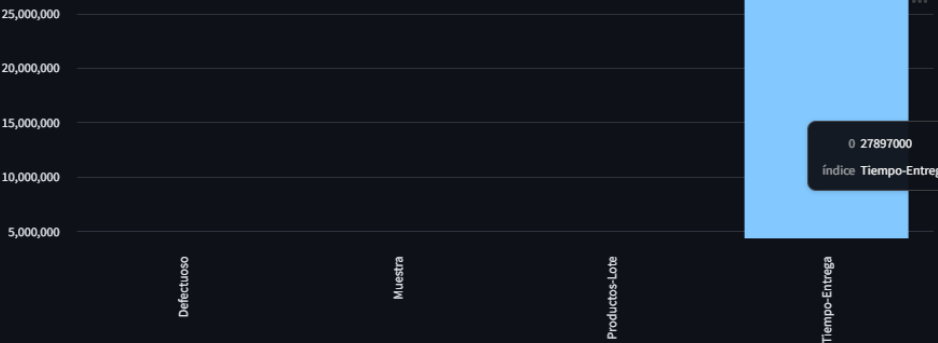 25,000,000
20,000,000
15,000,000
10,000,000
5,000,000
0 27897000
índice Tiempo-Entreg
Defectuoso
Muestra
Productos-Lote
Tiempo-Entrega